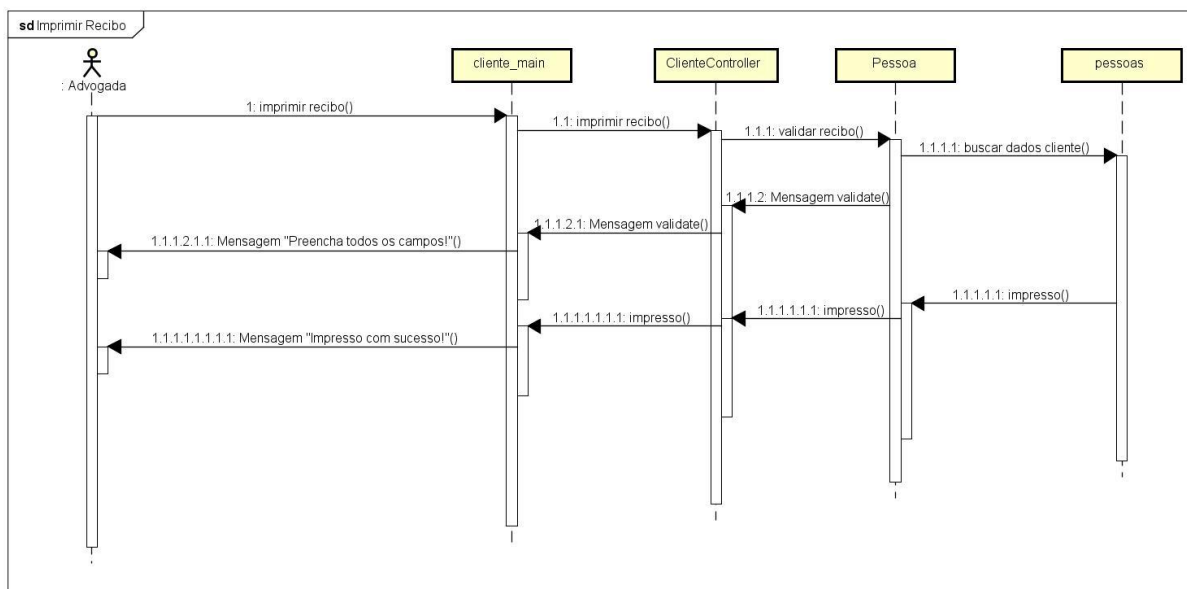 sd Imprimir Recibo
: Advogada
cliente_main
ClienteController
Pessoa
pessoas
1: imprimir recibo()
1.1: imprimir recibo()
1.1.1: validar recibo()
1.1.1.1: buscar dados cliente()
1.1.1.2: Mensagem validate()
1.1.1.2.1: Mensagem validate()
1.1.1.2.1.1: Mensagem "Preencha todos os campos!"()
1.1.1.1.1: impresso()
1.1.1.1.1.1: impresso()
1.1.1.1.1.1.1: impresso()
1.1.1.1.1.1.1.1: Mensagem "Impresso com sucesso!"()